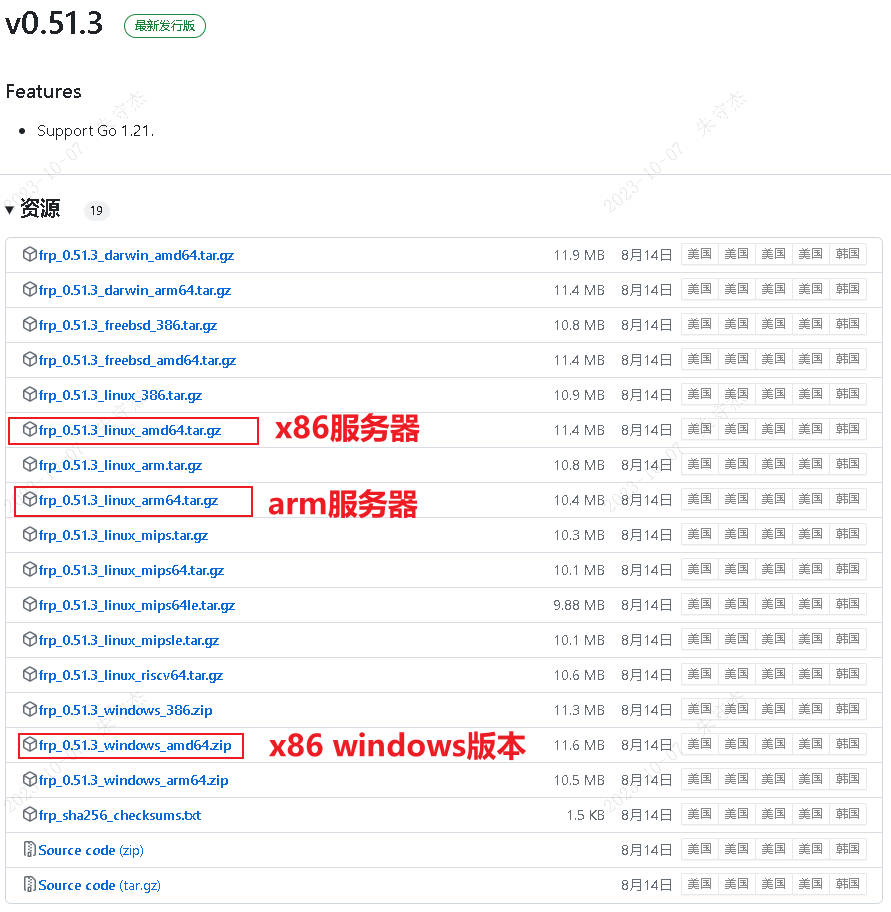 v0.51.3 最新发行版
Features
Support Go 1.21.
2023-10-07 朱守杰
2023-10-07 朱守杰
资源 19
frp_0.51.3_darwin_amd64.tar.gz 11.9 MB 8月14日 美国 美国 美国 美国 韩国
frp_0.51.3_darwin_arm64.tar.gz 11.4 MB 8月14日 美国 美国 美国 美国 韩国
frp_0.51.3_freebsd_386.tar.gz 10.8 MB 8月14日 美国 美国 美国 美国 韩国
frp_0.51.3_freebsd_amd64.tar.gz 11.4 MB 8月14日 美国 美国 美国 美国 韩国
frp_0.51.3_linux_386.tar.gz 10.9 MB 8月14日 美国 美国 美国 美国 韩国
frp_0.51.3_linux_amd64.tar.gz x86服务器 11.4 MB 8月14日 美国 美国 美国 美国 韩国
frp_0.51.3_linux_arm.tar.gz 10.8 MB 8月14日 美国 美国 美国 美国 韩国
frp_0.51.3_linux_arm64.tar.gz arm服务器 10.4 MB 8月14日 美国 美国 美国 美国 韩国
frp_0.51.3_linux_mips.tar.gz 10.3 MB 8月14日 美国 美国 美国 美国 韩国
frp_0.51.3_linux_mips64.tar.gz 10.1 MB 8月14日 美国 美国 美国 美国 韩国
frp_0.51.3_linux_mips64le.tar.gz 9.88 MB 8月14日 美国 美国 美国 美国 韩国
frp_0.51.3_linux_mipsle.tar.gz 10.1 MB 8月14日 美国 美国 美国 美国 韩国
frp_0.51.3_linux_riscv64.tar.gz 10.6 MB 8月14日 美国 美国 美国 美国 韩国
frp_0.51.3_windows_386.zip 11.3 MB 8月14日 美国 美国 美国 美国 韩国
frp_0.51.3_windows_amd64.zip x86 windows版本 11.6 MB 8月14日 美国 美国 美国 美国 韩国
frp_0.51.3_windows_arm64.zip 10.5 MB 8月14日 美国 美国 美国 美国 韩国
frp_sha256_checksums.txt 1.5 KB 8月14日 美国 美国 美国 美国 韩国
Source code (zip) 8月14日 美国 美国 美国 美国 韩国
Source code (tar.gz) 8月14日 美国 美国 美国 美国 韩国